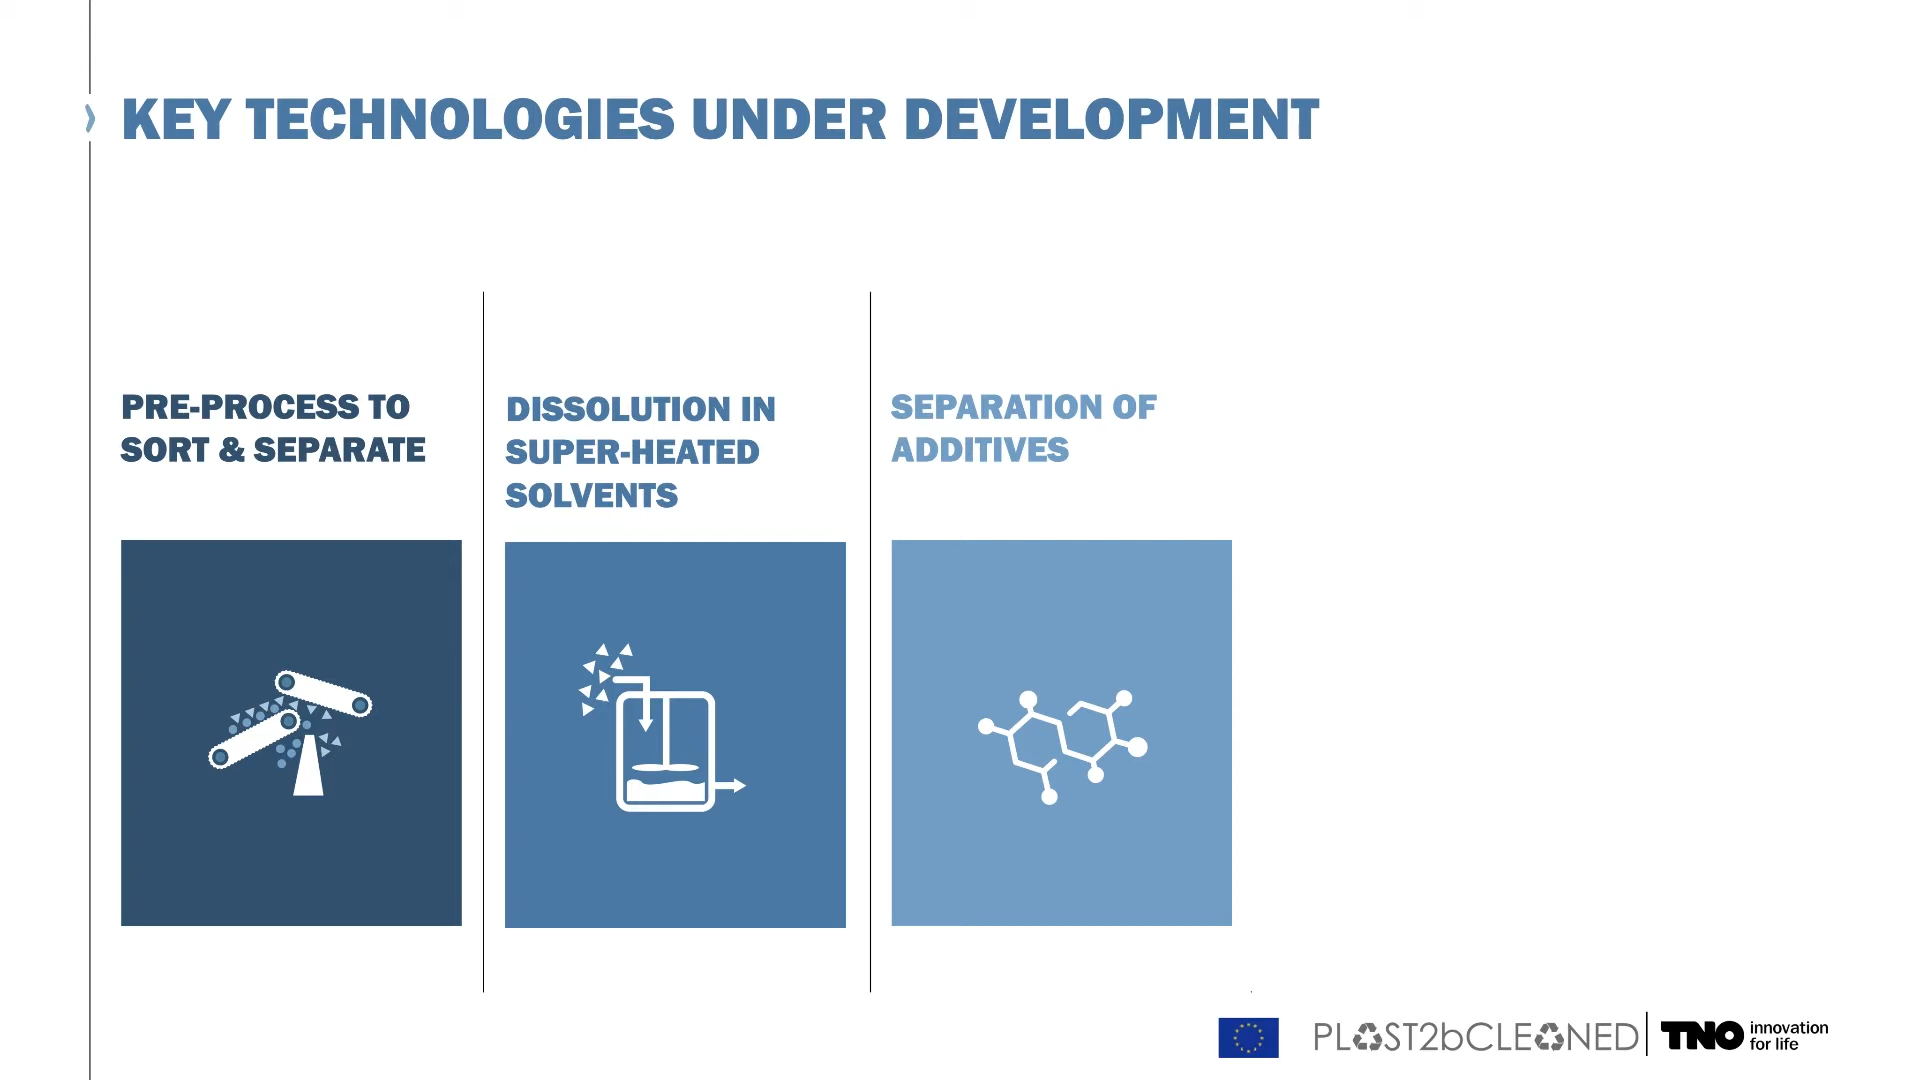 KEY TECHNOLOGIES UNDER DEVELOPMENT
PRE-PROCESS TO
SORT & SEPARATE
DISSOLUTION IN
SUPER-HEATED
SOLVENTS
SEPARATION OF
ADDITIVES
PLAST2bCLEANED
TNO innovation
for life